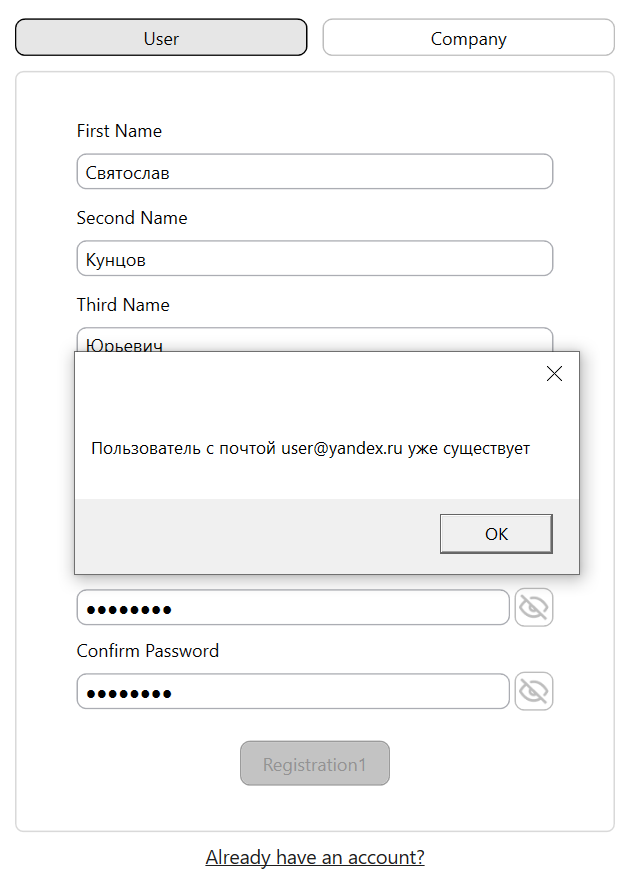 User
Company
First Name
Святослав
Second Name
Кунцов
Third Name
Юрьевич
Пользователь с почтой user@yandex.ru уже существует
OK
●●●●●●●●
Confirm Password
●●●●●●●●
Registration1
Already have an account?